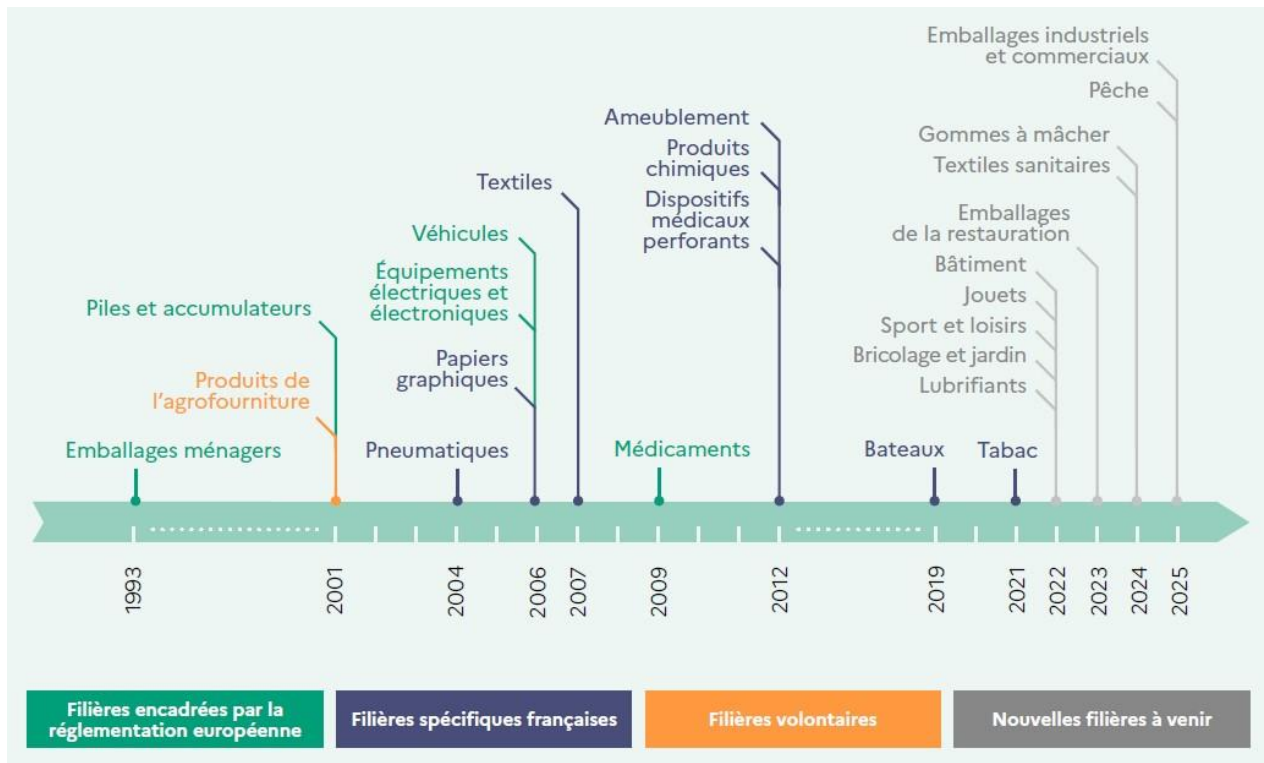 Emballages industriels
et commerciaux
Pêche
Ameublement
Gommes à mâcher
Produits
chimiques
Textiles sanitaires
Textiles
Dispositifs
médicaux
perforants
Emballages
de la restauration
Véhicules
Bâtiment
Équipements
électriques et
électroniques
Jouets
Piles et accumulateurs
Sport et loisirs
Papiers
graphiques
Bricolage et jardin
Produits de
l'agrofourniture
Lubrifiants
Emballages ménagers
Pneumatiques
Médicaments
Bateaux
Tabac
1993
2001
2004
2006
2007
2009
2012
2019
2021
2022
2023
2024
2025
Filières encadrées par la
réglementation européenne
Filières spécifiques françaises
Filières volontaires
Nouvelles filières à venir